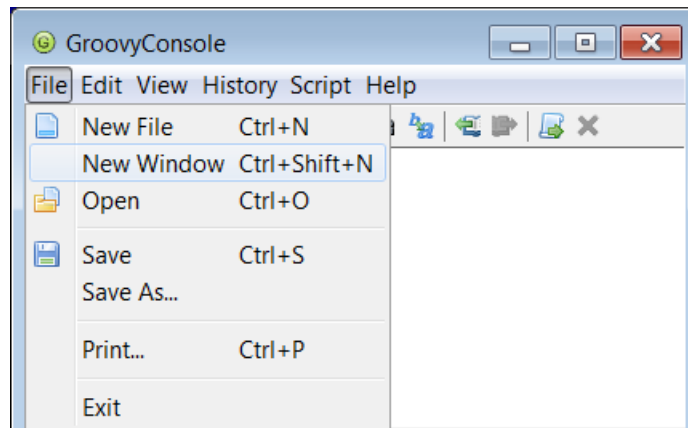 GroovyConsole
File Edit View History Script Help
New File Ctrl+N
New Window Ctrl+Shift+N
Open Ctrl+O
Save Ctrl+S
Save As...
Print... Ctrl+P
Exit